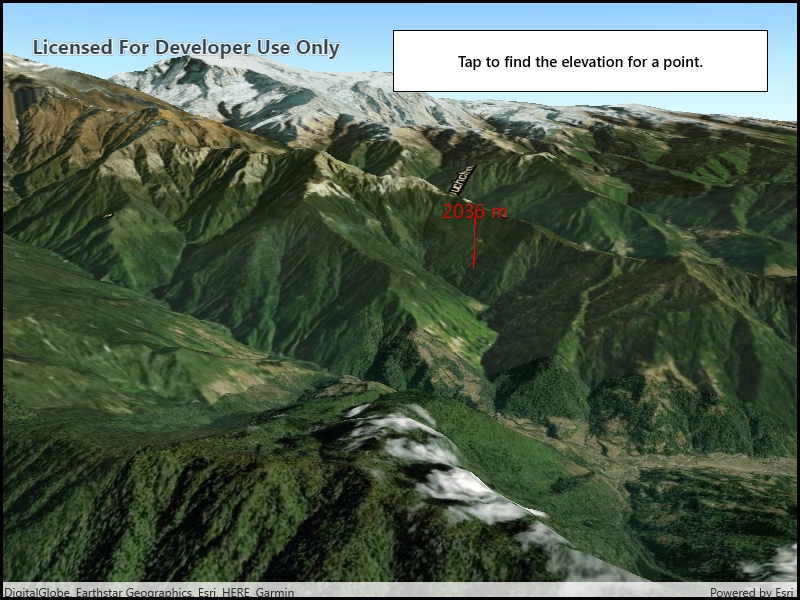 Licensed For Developer Use Only
Tap to find the elevation for a point.
2036 m
DigitalGlobe, Earthstar Geographics, Esri, HERE, Garmin
Powered by Esri